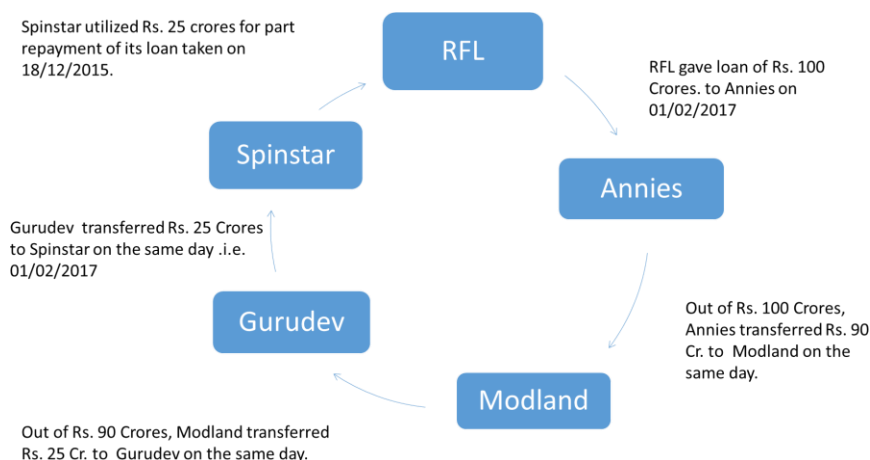 Spinstar utilized Rs. 25 crores for part
repayment of its loan taken on
18/12/2015.
RFL
RFL gave loan of Rs. 100
Crores. to Annies on
01/02/2017
Spinstar
Annies
Gurudev  transferred Rs. 25 Crores
to Spinstar on the same day .i.e.
01/02/2017
Gurudev
Out of Rs. 100 Crores,
Annies transferred Rs. 90
Cr. to  Modland on the
same day.
Modland
Out of Rs. 90 Crores, Modland transferred
Rs. 25 Cr. to  Gurudev on the same day.